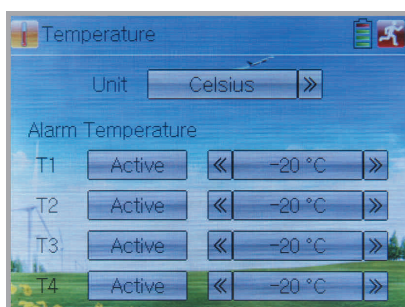 Temperature
Unit Celsius »
Alarm Temperature
T1 Active « -20 °C »
T2 Active « -20 °C »
T3 Active « -20 °C »
T4 Active « -20 °C »